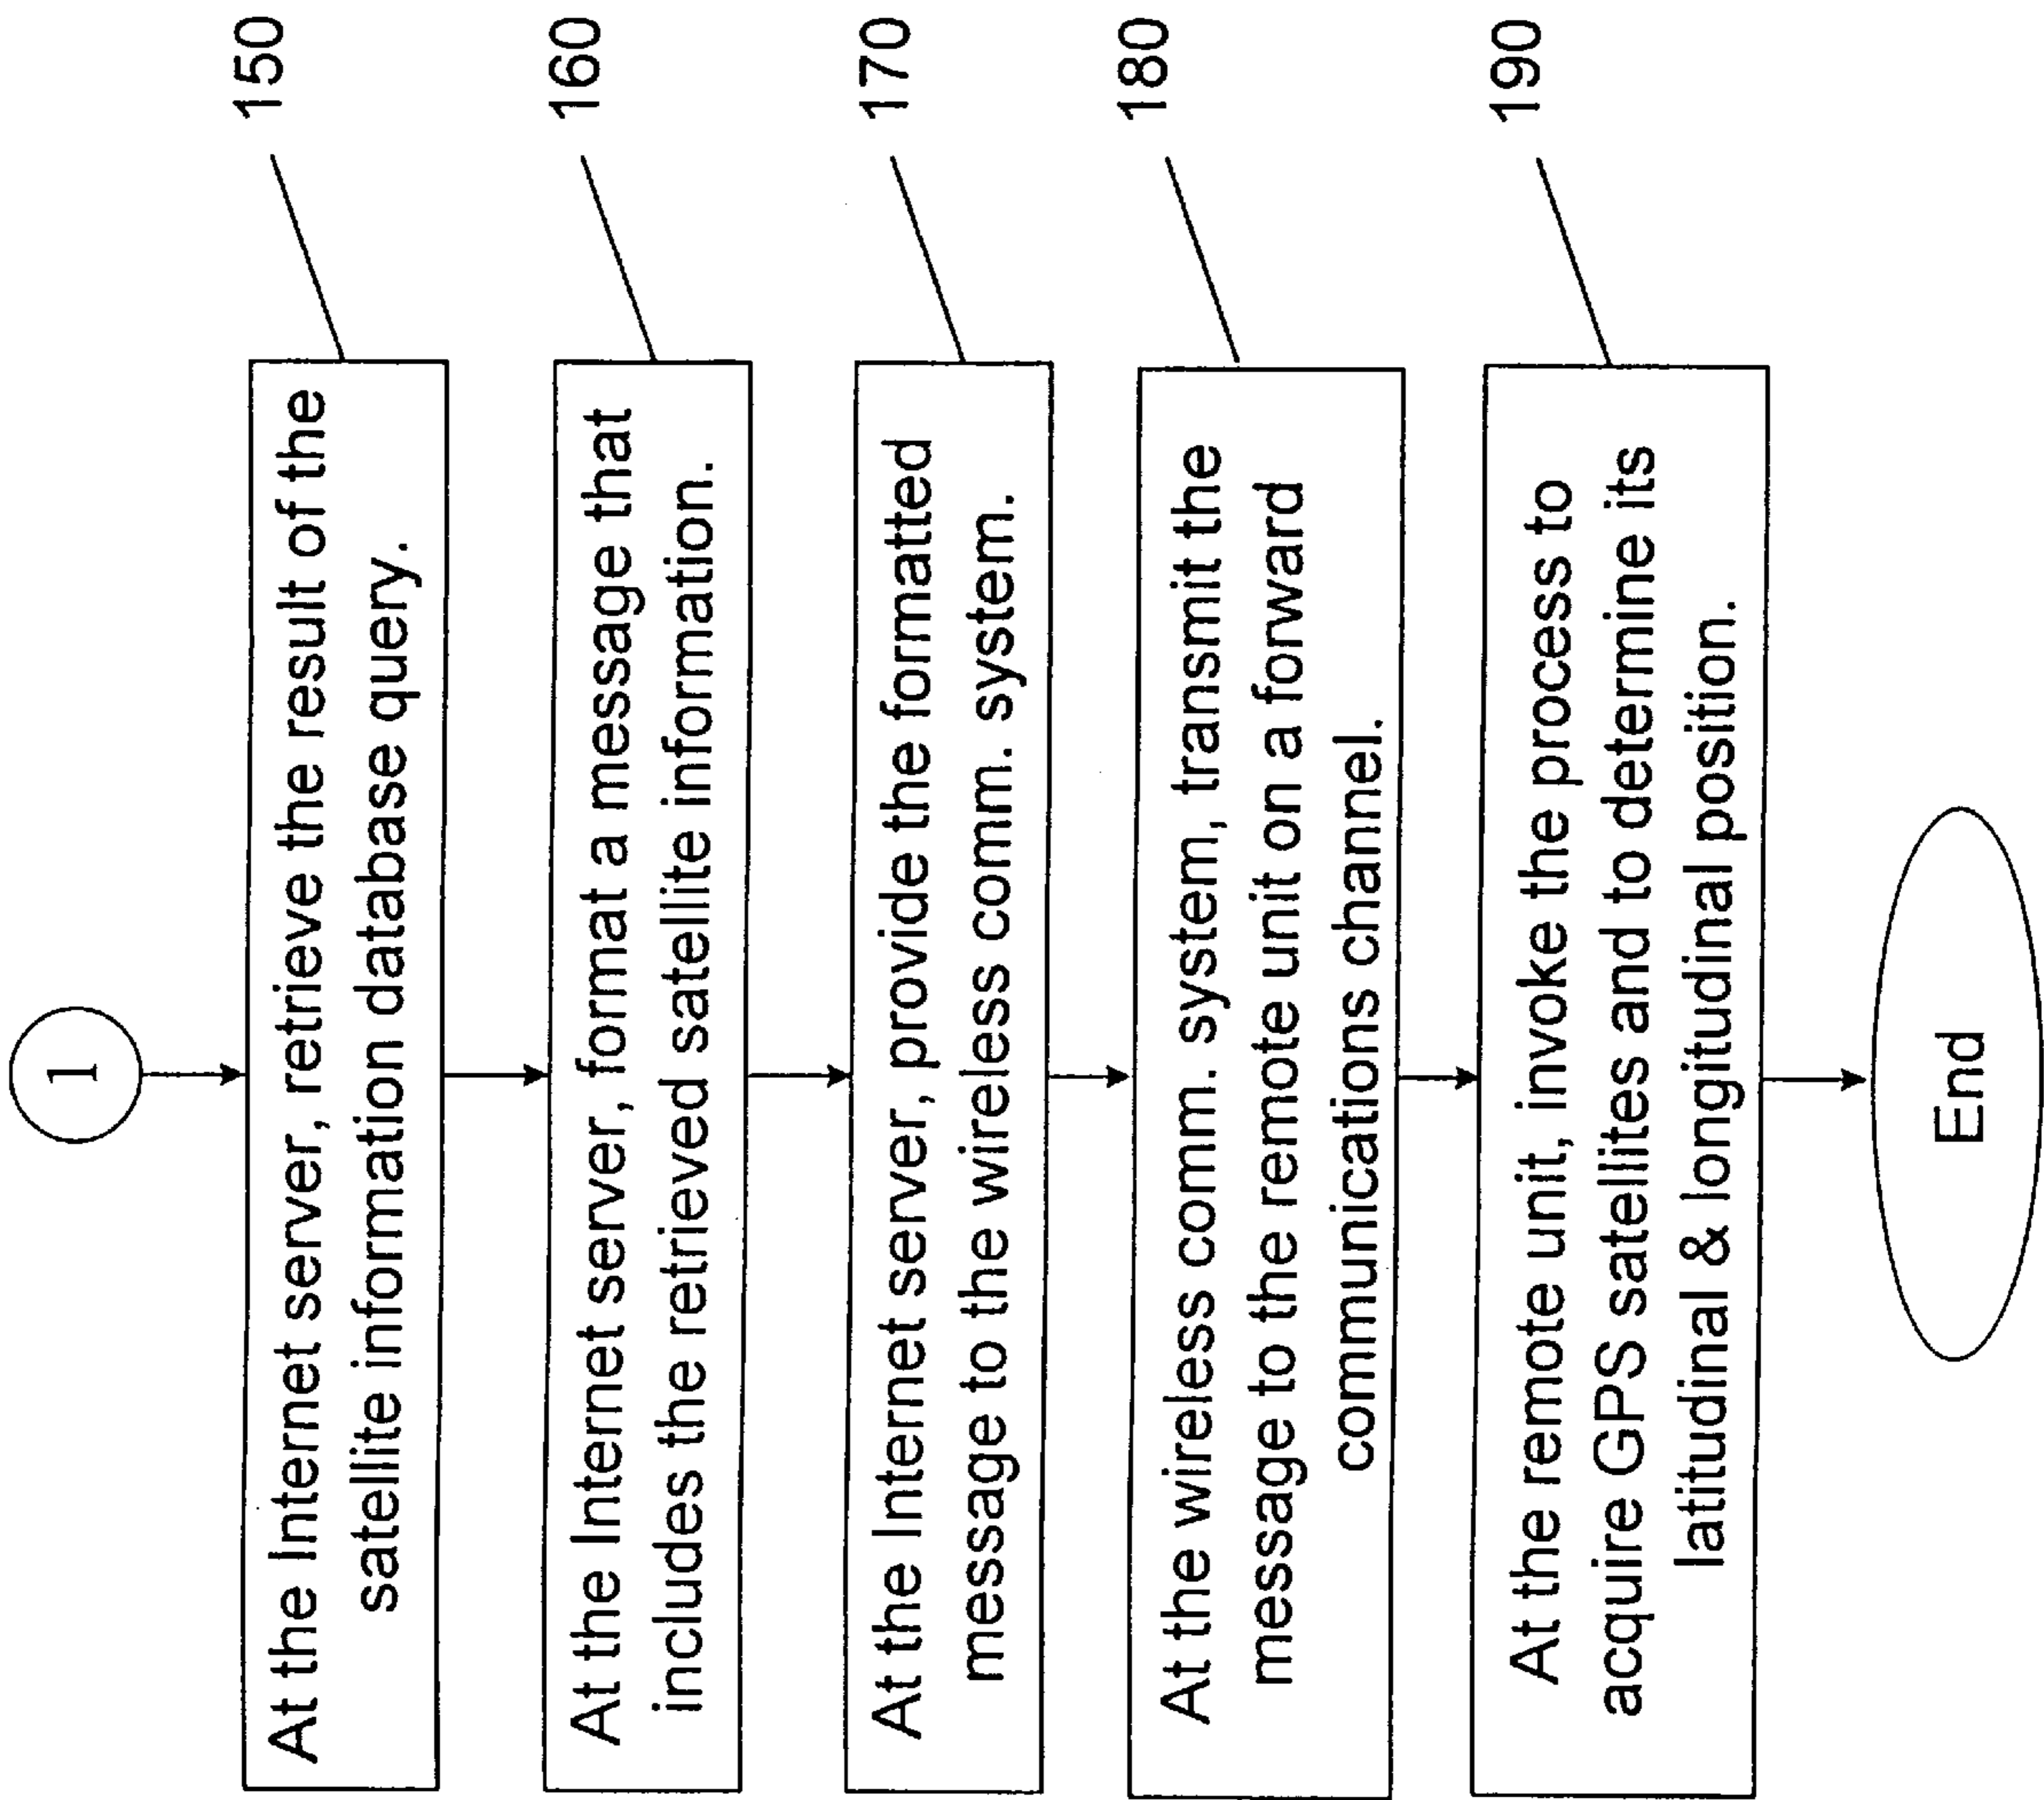 1
At the Internet server, retrieve the result of the
satellite information database query.
150
At the Internet server, format a message that
includes the retrieved satellite information.
160
At the Internet server, provide the formatted
message to the wireless comm. system.
170
At the wireless comm. system, transmit the
message to the remote unit on a forward
communications channel.
180
At the remote unit, invoke the process to
acquire GPS satellites and to determine its
latitudinal & longitudinal position.
190
End